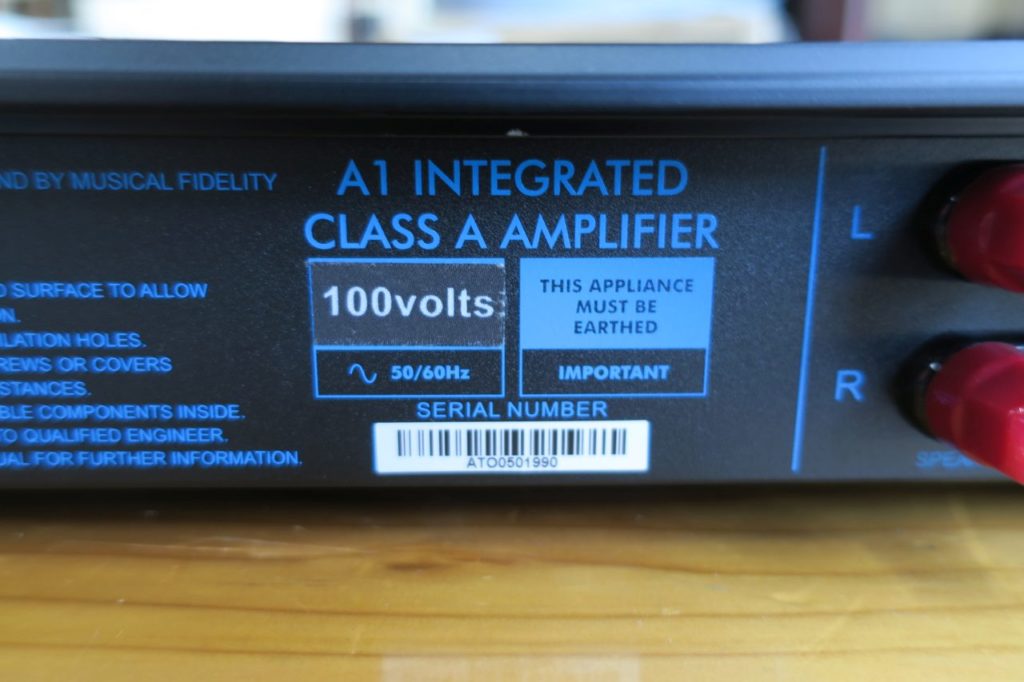 ND BY MUSICAL FIDELITY
A1 INTEGRATED
CLASS A AMPLIFIER
SURFACE TO ALLOW
ILATION HOLES.
REWS OR COVERS
STANCES.
BLE COMPONENTS INSIDE.
TO QUALIFIED ENGINEER.
UAL FOR FURTHER INFORMATION.
100volts
50/60Hz
THIS APPLIANCE
MUST BE
EARTHED
IMPORTANT
SERIAL NUMBER
ATO0501990
L
R